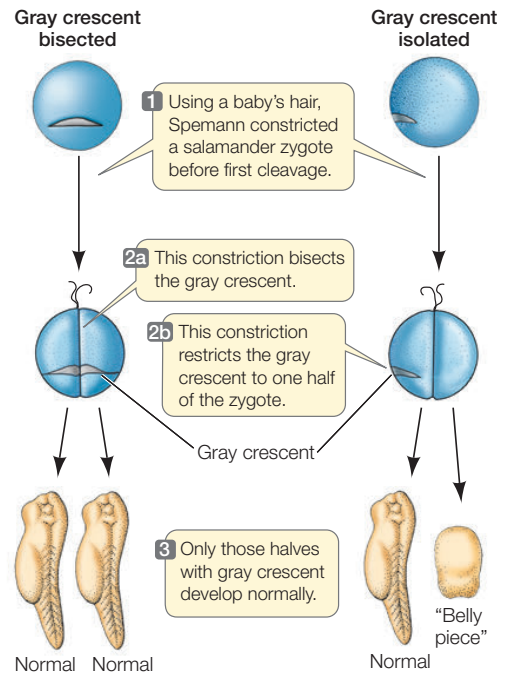 Gray crescent
bisected
Gray crescent
isolated
1 Using a baby’s hair,
Spemann constricted
a salamander zygote
before first cleavage.
2a This constriction bisects
the gray crescent.
2b This constriction
restricts the gray
crescent to one half
of the zygote.
Gray crescent
3 Only those halves
with gray crescent
develop normally.
Normal
Normal
Normal
“Belly
piece”